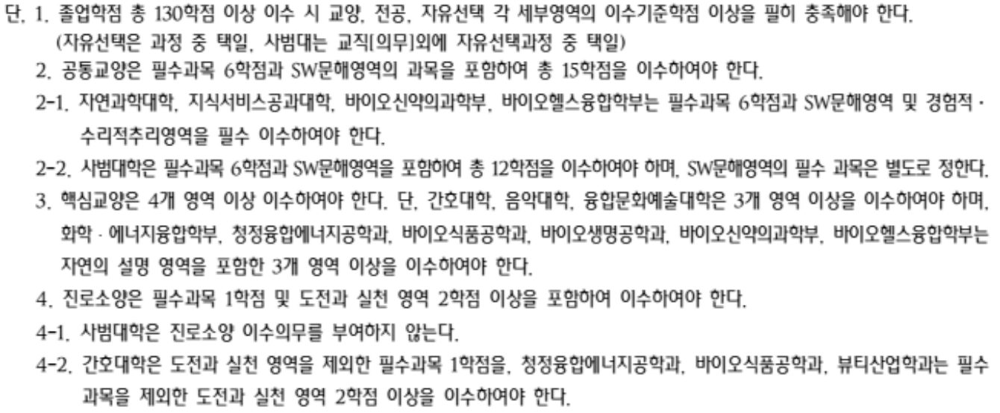 단, 1. 졸업학점 총 130학점 이상 이수 시 교양, 전공, 자유선택 각 세부영역의 이수기준학점 이상을 필히 충족해야 한다.
(자유선택은 과정 중 택일, 사범대는 교직[의무]외에 자유선택과정 중 택일)
2. 공통교양은 필수과목 6학점과 SW문해영역의 과목을 포함하여 총 15학점을 이수하여야 한다.
2-1. 자연과학대학, 지식서비스공과대학, 바이오신약의과학부, 바이오헬스융합학부는 필수과목 6학점과 SW문해영역 및 경험적·
수리적추리영역을 필수 이수하여야 한다.
2-2. 사범대학은 필수과목 6학점과 SW문해영역을 포함하여 총 12학점을 이수하여야 하며, SW문해영역의 필수 과목은 별도로 정한다.
3. 핵심교양은 4개 영역 이상 이수하여야 한다. 단, 간호대학, 음악대학, 융합문화예술대학은 3개 영역 이상을 이수하여야 하며,
화학·에너지융합학부, 청정융합에너지공학과, 바이오식품공학과, 바이오생명공학과, 바이오신약의과학부, 바이오헬스융합학부는
자연의 설명 영역을 포함한 3개 영역 이상을 이수하여야 한다.
4. 진로소양은 필수과목 1학점 및 도전과 실천 영역 2학점 이상을 포함하여 이수하여야 한다.
4-1. 사범대학은 진로소양 이수의무를 부여하지 않는다.
4-2. 간호대학은 도전과 실천 영역을 제외한 필수과목 1학점을, 청정융합에너지공학과, 바이오식품공학과, 뷰티산업학과는 필수
과목을 제외한 도전과 실천 영역 2학점 이상을 이수하여야 한다.